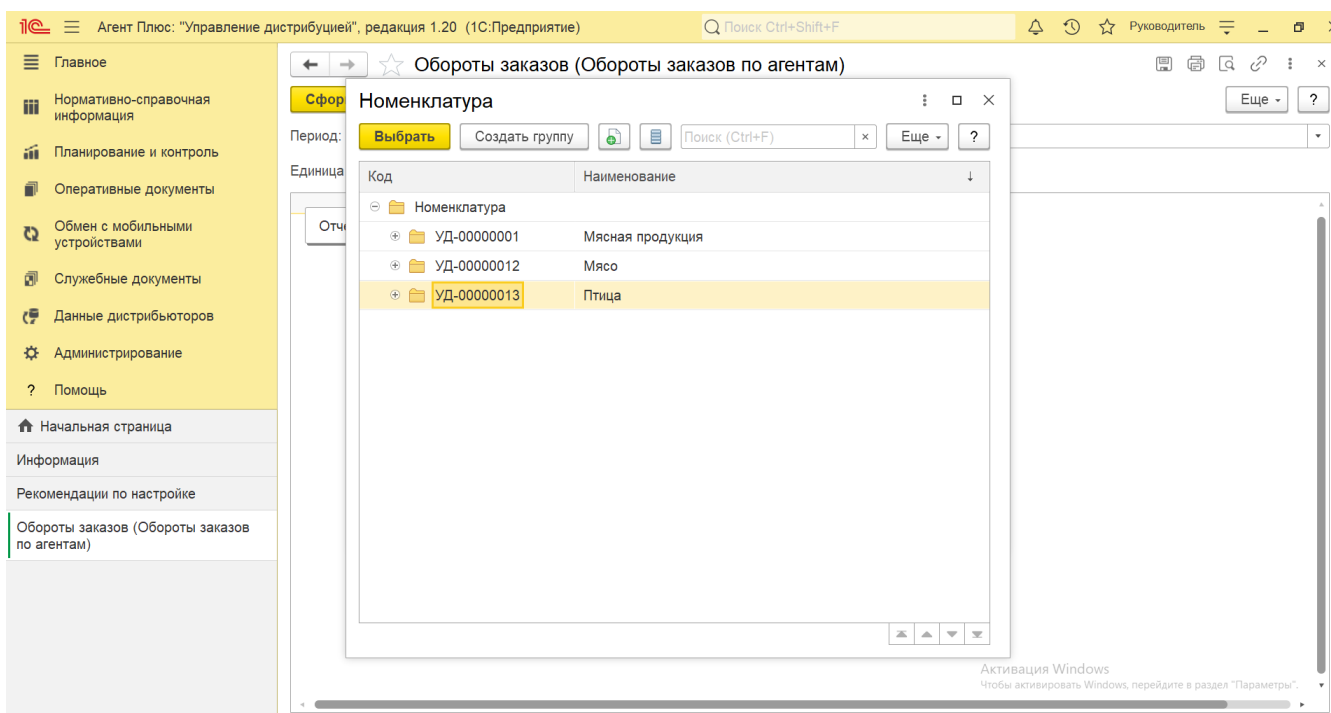 Агент Плюс: "Управление дистрибуцией", редакция 1.20 (1С:Предприятие)
Поиск Ctrl+Shift+F
Руководитель
Главное
Нормативно-справочная
информация
Планирование и контроль
Оперативные документы
Обмен с мобильными
устройствами
Служебные документы
Данные дистрибьюторов
Администрирование
? Помощь
Начальная страница
Информация
Рекомендации по настройке
Обороты заказов (Обороты заказов
по агентам)
Обороты заказов (Обороты заказов по агентам)
Сфор
Еще
?
Период:
Единица
Отче
Номенклатура
Выбрать
Создать группу
Поиск (Ctrl+F)
Еще
?
Код Наименование
Номенклатура
УД-00000001 Мясная продукция
УД-00000012 Мясо
УД-00000013 Птица
Активация Windows
Чтобы активировать Windows, перейдите в раздел "Параметры".